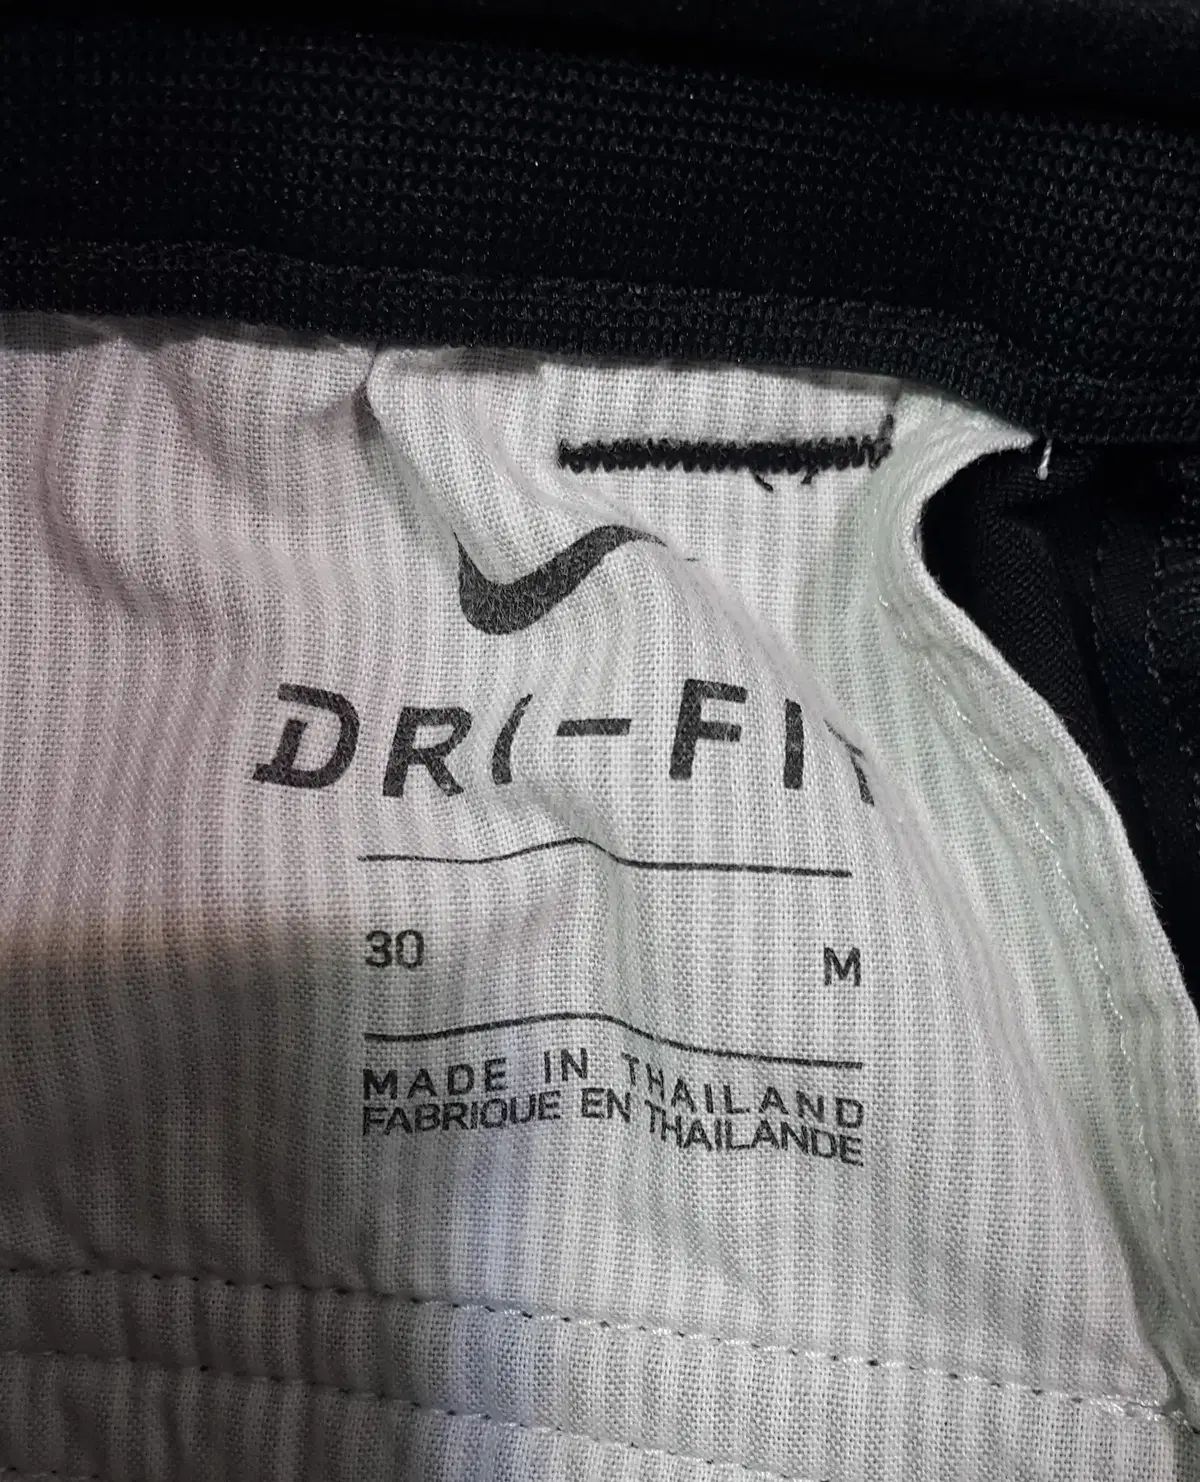 DRI-FIT
30 M
MADE IN THAILAND
FABRIQUE EN THAILANDE